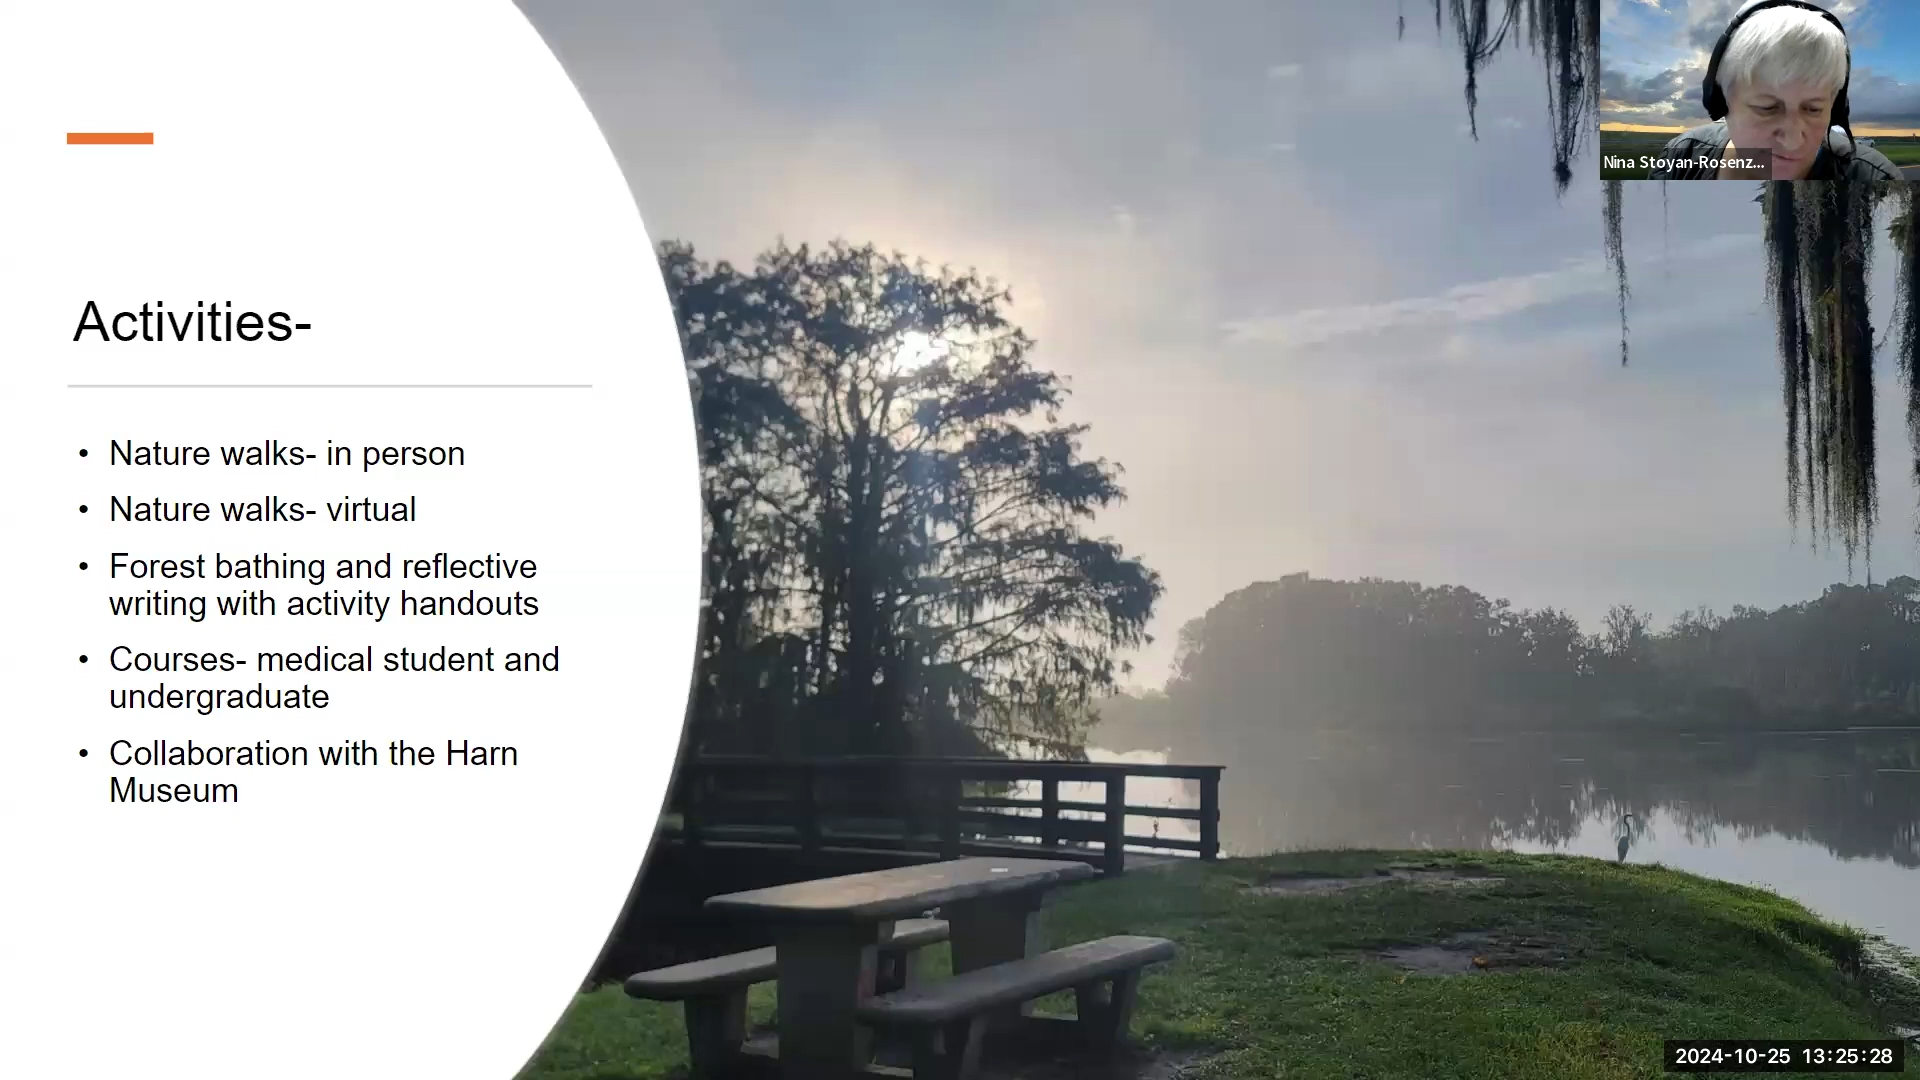 Nina Stoyan-Rosenz...
Activities-
• Nature walks- in person
• Nature walks- virtual
• Forest bathing and reflective
writing with activity handouts
• Courses- medical student and
undergraduate
• Collaboration with the Harn
Museum
2024-10-25 13:25:28